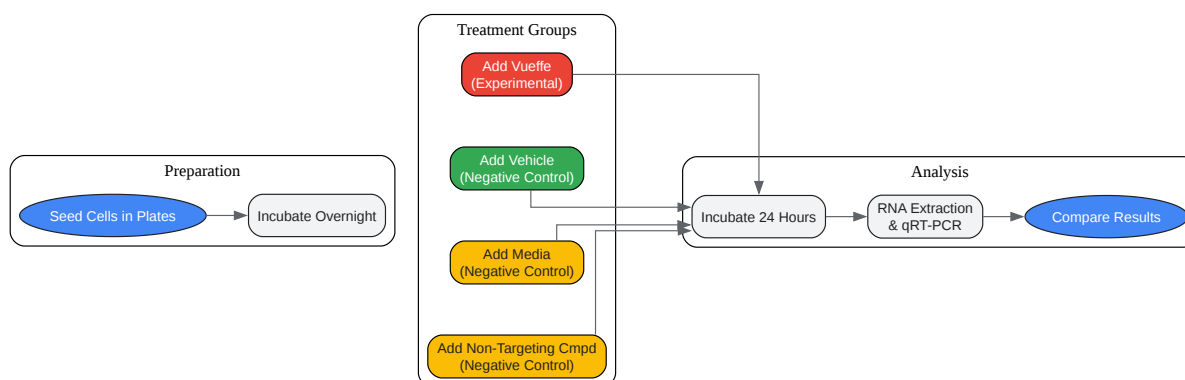 Preparation
Seed Cells in Plates
Incubate Overnight
Treatment Groups
Add Vueffe
(Experimental)
Add Vehicle
(Negative Control)
Add Media
(Negative Control)
Add Non-Targeting Cmpd
(Negative Control)
Analysis
Incubate 24 Hours
RNA Extraction
& qRT-PCR
Compare Results